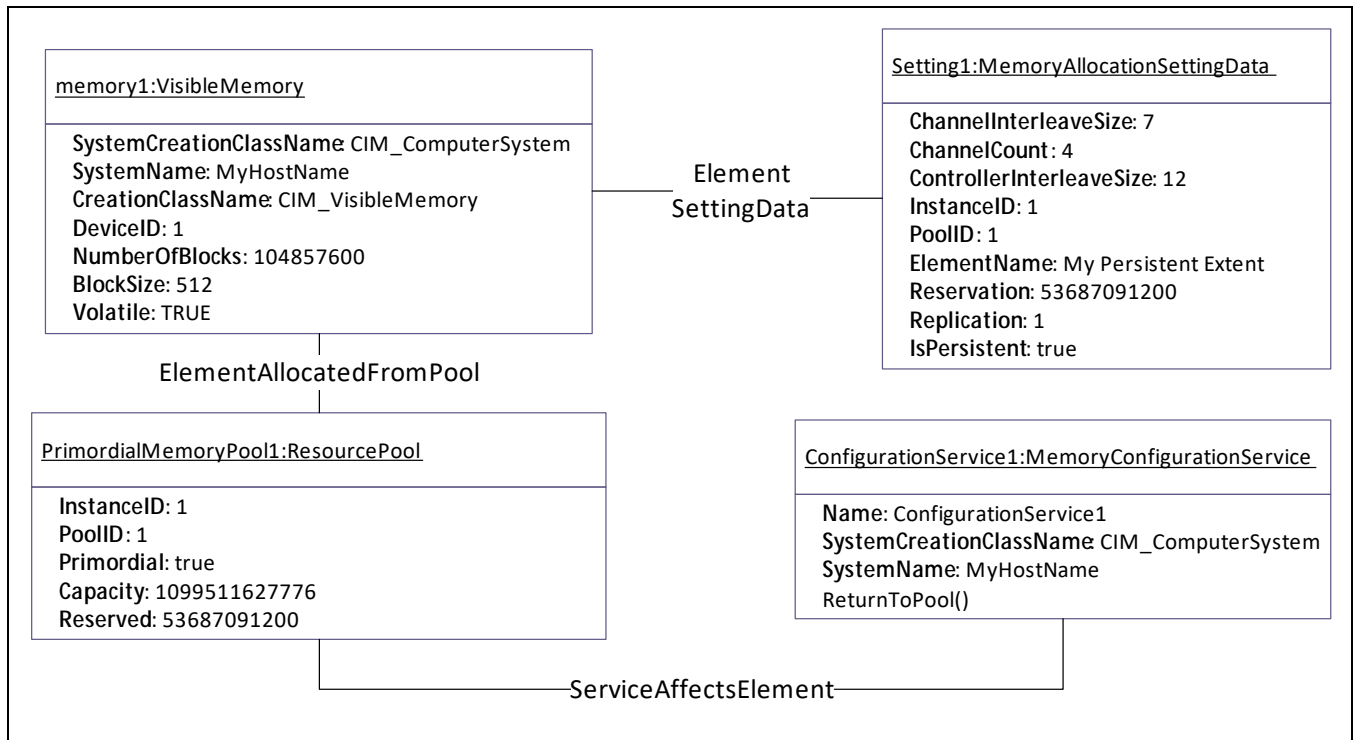 memory1:VisibleMemory
SystemCreationClassName: CIM_ComputerSystem
SystemName: MyHostName
CreationClassName: CIM_VisibleMemory
DeviceID: 1
NumberOfBlocks: 104857600
BlockSize: 512
Volatile: TRUE
Element
SettingData
Setting1:MemoryAllocationSettingData
ChannelInterleaveSize: 7
ChannelCount: 4
ControllerInterleaveSize: 12
InstanceID: 1
PoolID: 1
ElementName: My Persistent Extent
Reservation: 53687091200
Replication: 1
IsPersistent: true
ElementAllocatedFromPool
PrimordialMemoryPool1:ResourcePool
InstanceID: 1
PoolID: 1
Primordial: true
Capacity: 1099511627776
Reserved: 53687091200
ConfigurationService1:MemoryConfigurationService
Name: ConfigurationService1
SystemCreationClassName: CIM_ComputerSystem
SystemName: MyHostName
ReturnToPool()
ServiceAffectsElement